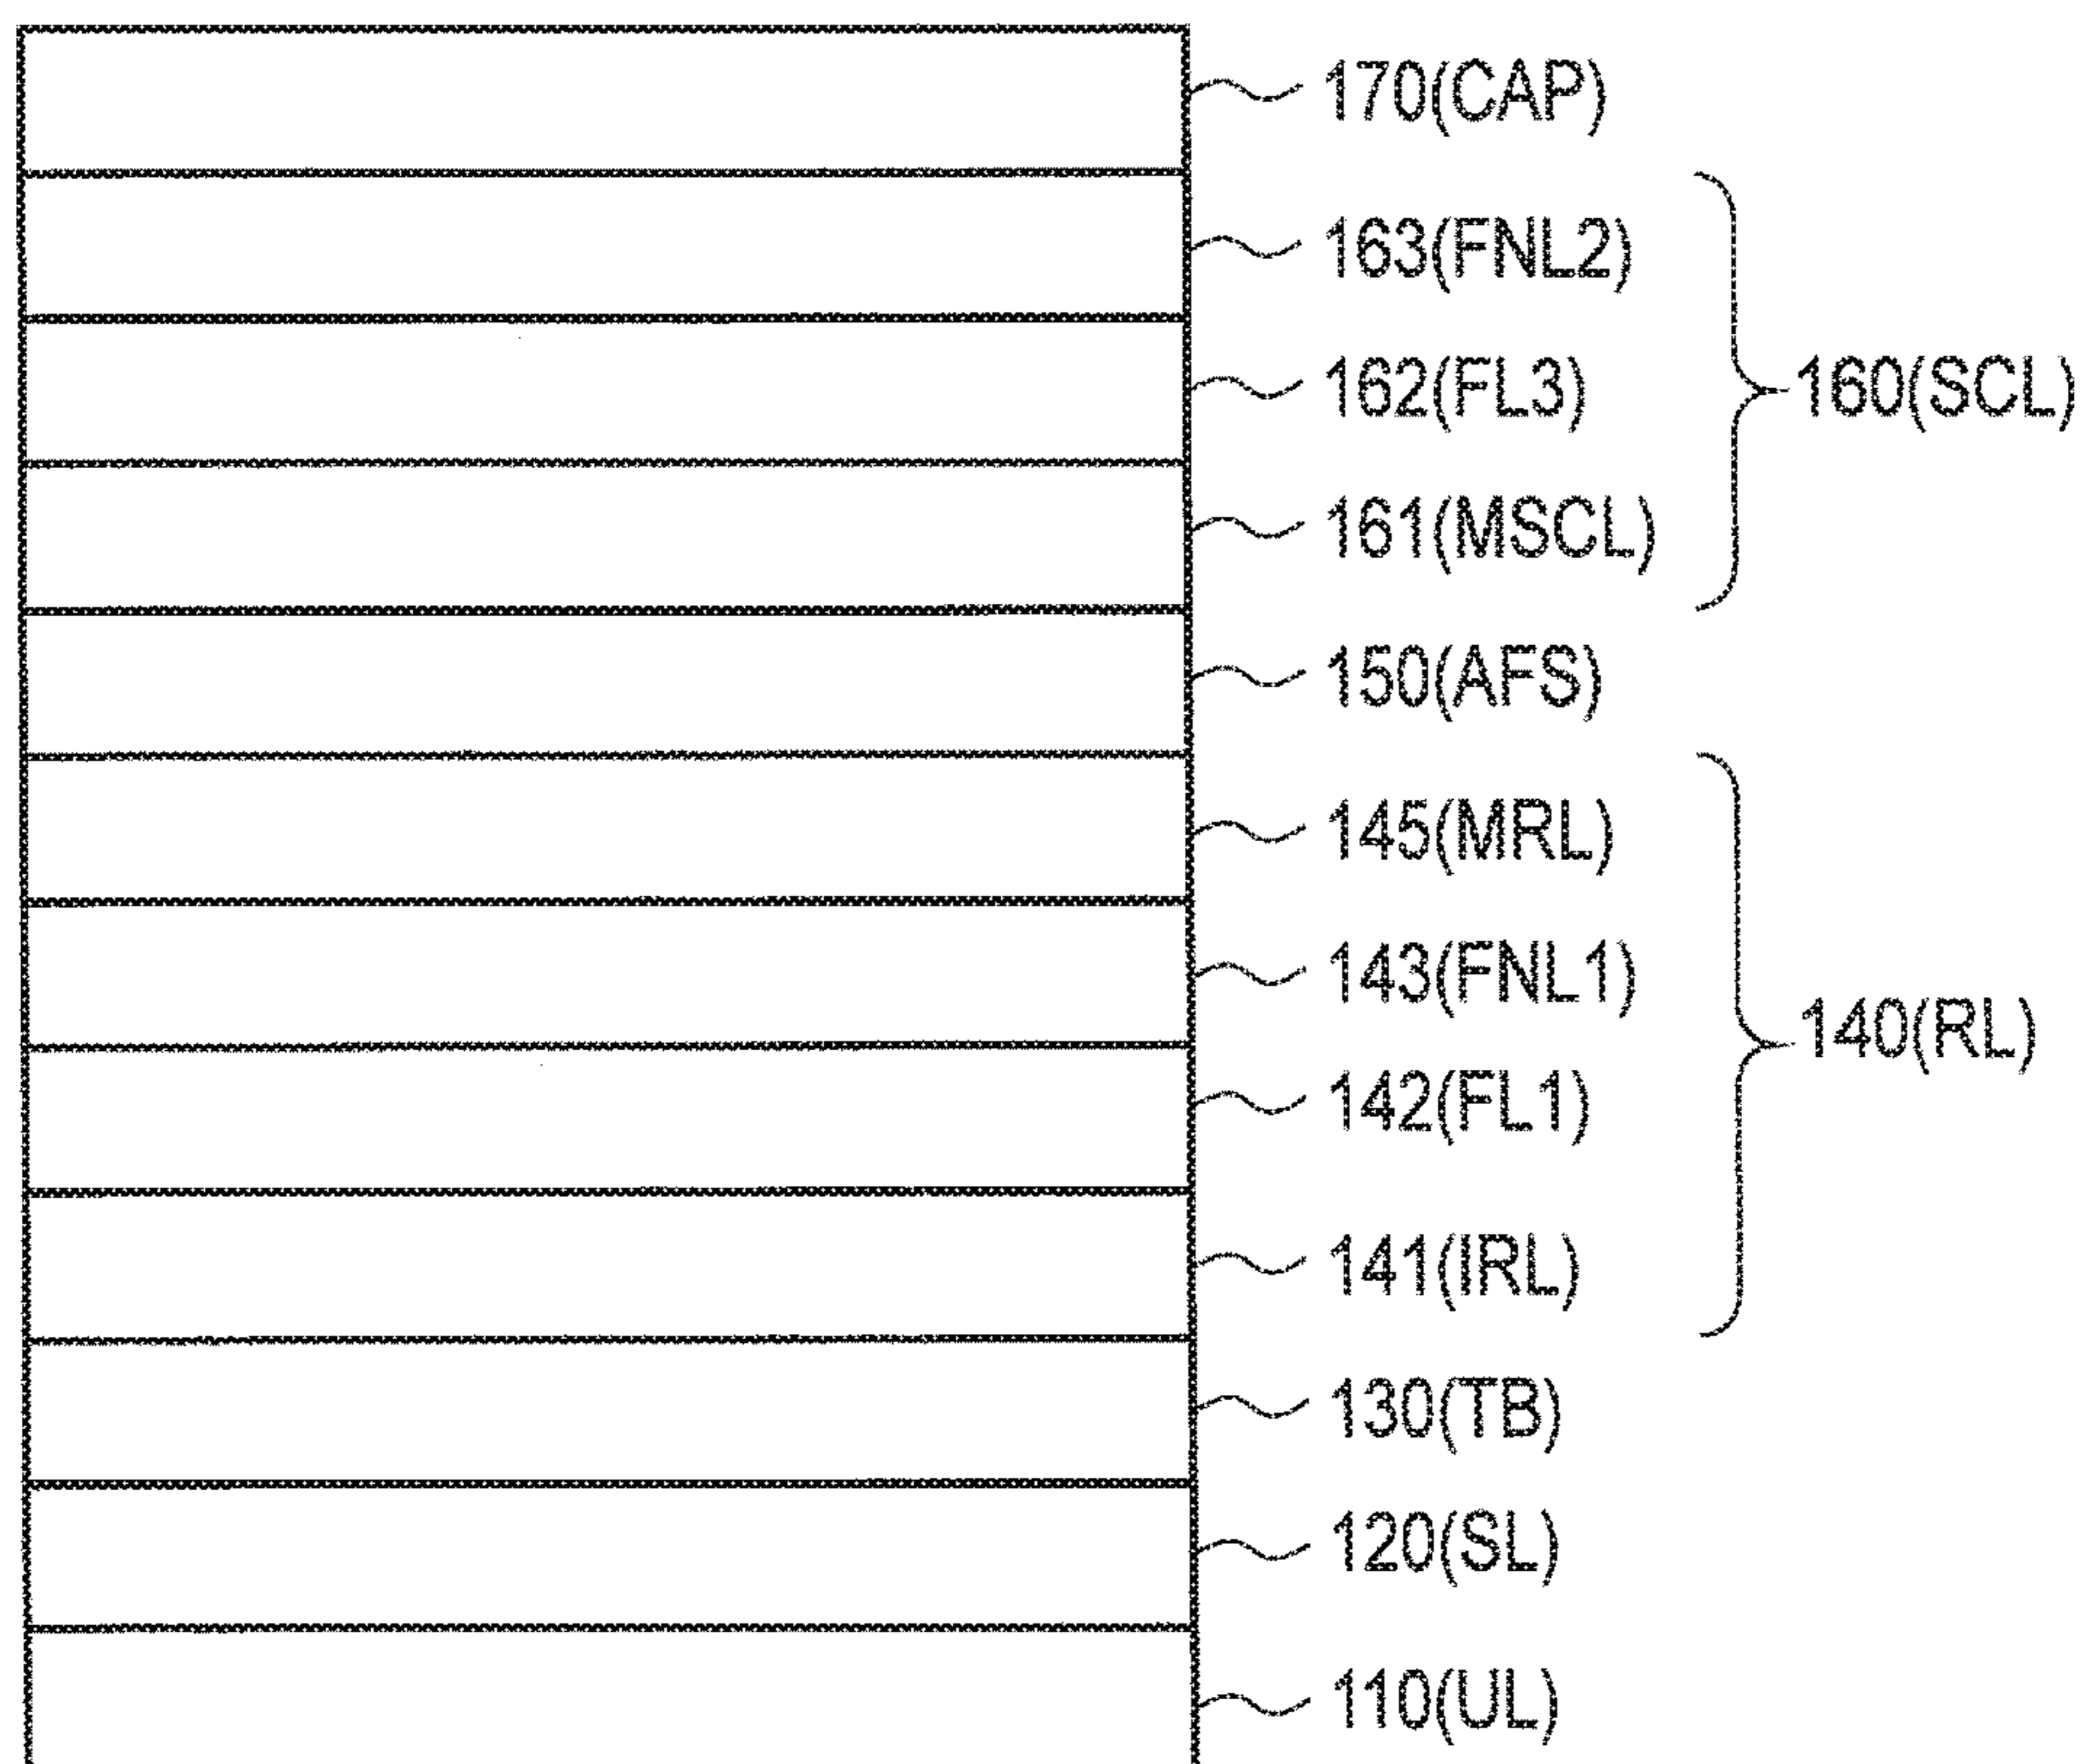 170(CAP)
163(FNL2)
162(FL3)
160(SCL)
161(MSCL)
150(AFS)
145(MRL)
143(FNL1)
140(RL)
142(FL1)
141(IRL)
130(TB)
120(SL)
110(UL)